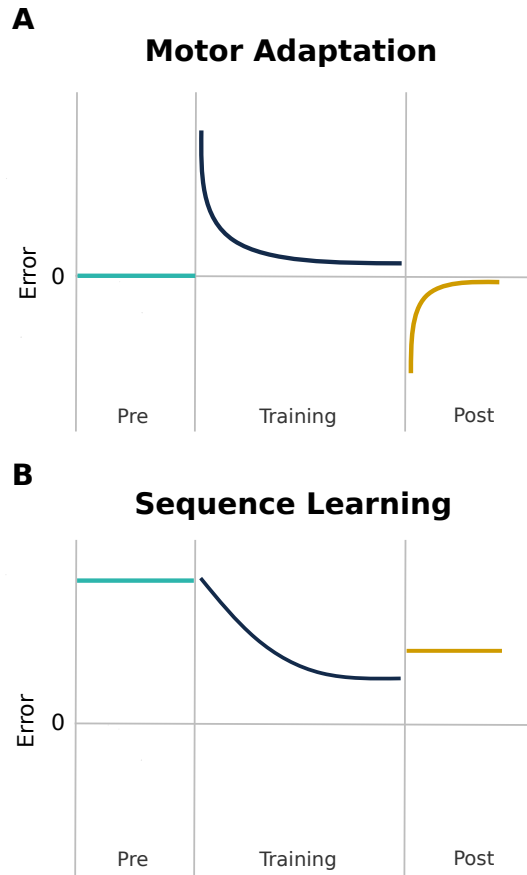 A
Motor Adaptation
Error
0
Pre
Training
Post
B
Sequence Learning
Error
0
Pre
Training
Post